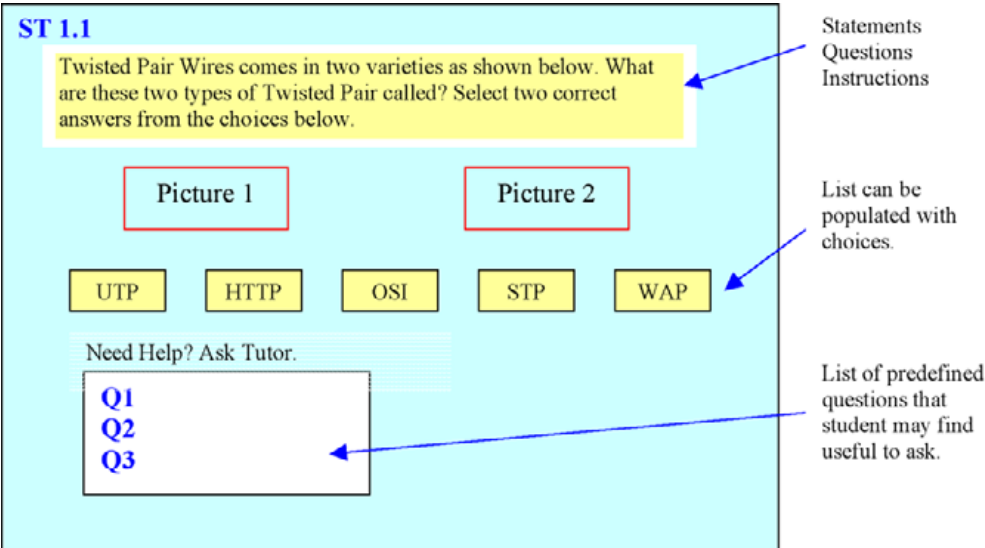 ST 1.1
Twisted Pair Wires comes in two varieties as shown below. What
are these two types of Twisted Pair called? Select two correct
answers from the choices below.
Picture 1
Picture 2
UTP
HTTP
OSI
STP
WAP
Need Help? Ask Tutor.
Q1
Q2
Q3
Statements
Questions
Instructions
List can be
populated with
choices.
List of predefined
questions that
student may find
useful to ask.